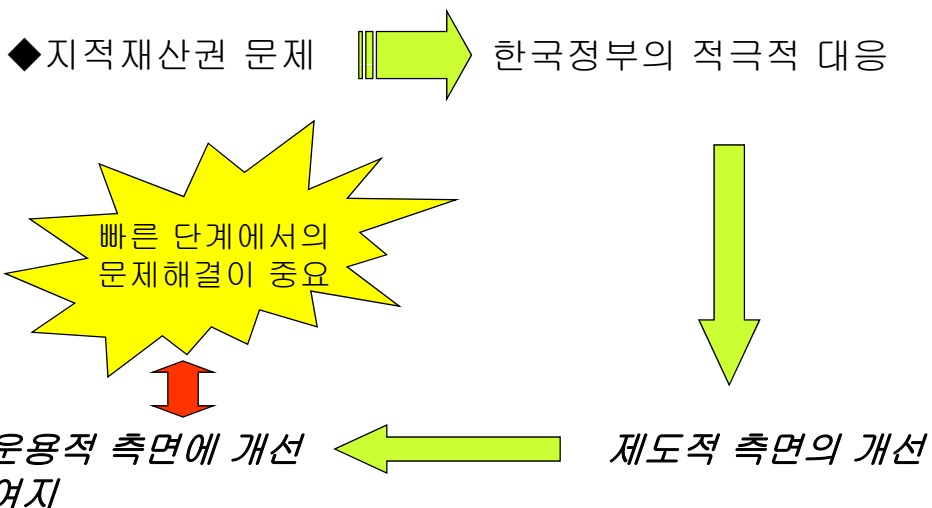 ◆지적재산권 문제
한국정부의 적극적 대응
빠른 단계에서의
문제해결이 중요
운용적 측면에 개선
여지
제도적 측면의 개선